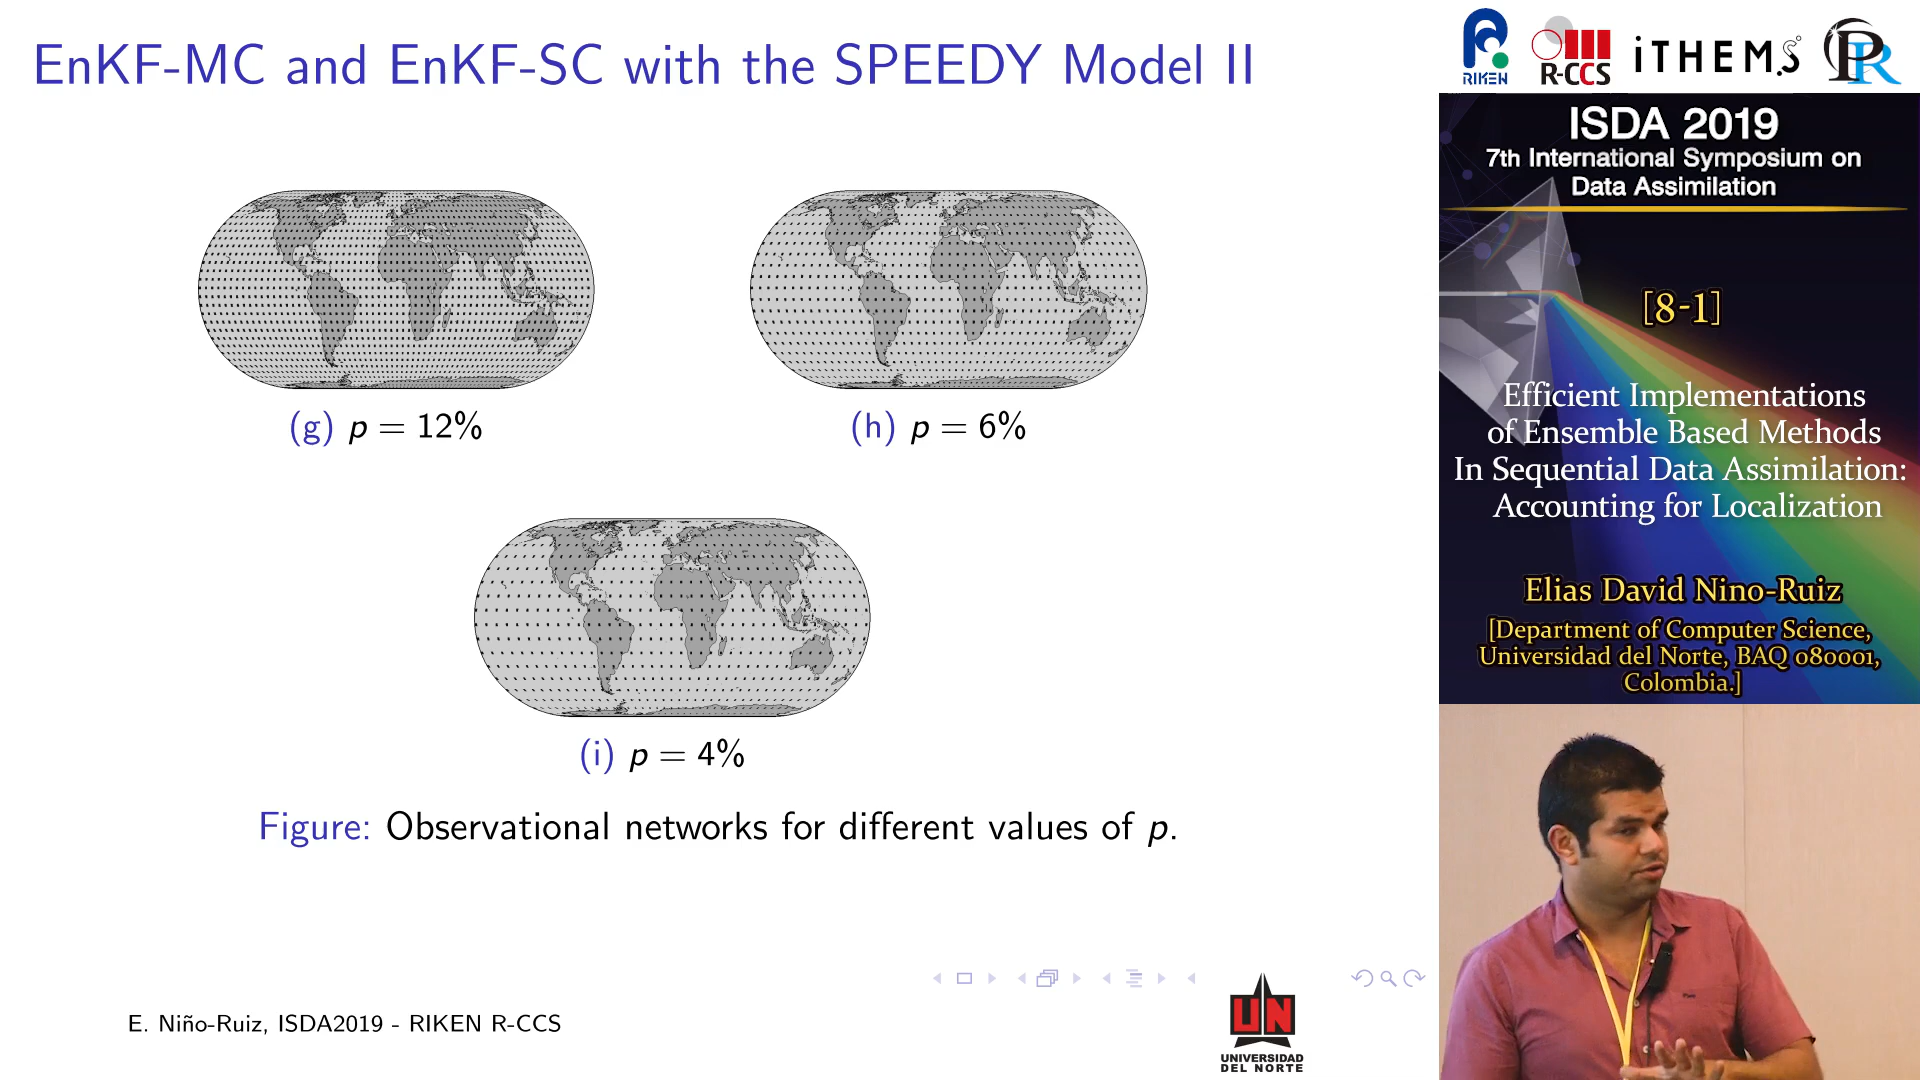 EnKF-MC and EnKF-SC with the SPEEDY Model II
(g) p = 12%
(h) p = 6%
(i) p = 4%
Figure: Observational networks for different values of p.
E. Niño-Ruiz, ISDA2019 - RIKEN R-CCS
UN
UNIVERSIDAD
DEL NORTE
RIKEN
R-CCS
iTHEMS
PR
ISDA 2019
7th International Symposium on
Data Assimilation
[8-1]
Efficient Implementations
of Ensemble Based Methods
In Sequential Data Assimilation:
Accounting for Localization
Elias David Nino-Ruiz
[Department of Computer Science,
Universidad del Norte, BAQ 080001,
Colombia.]